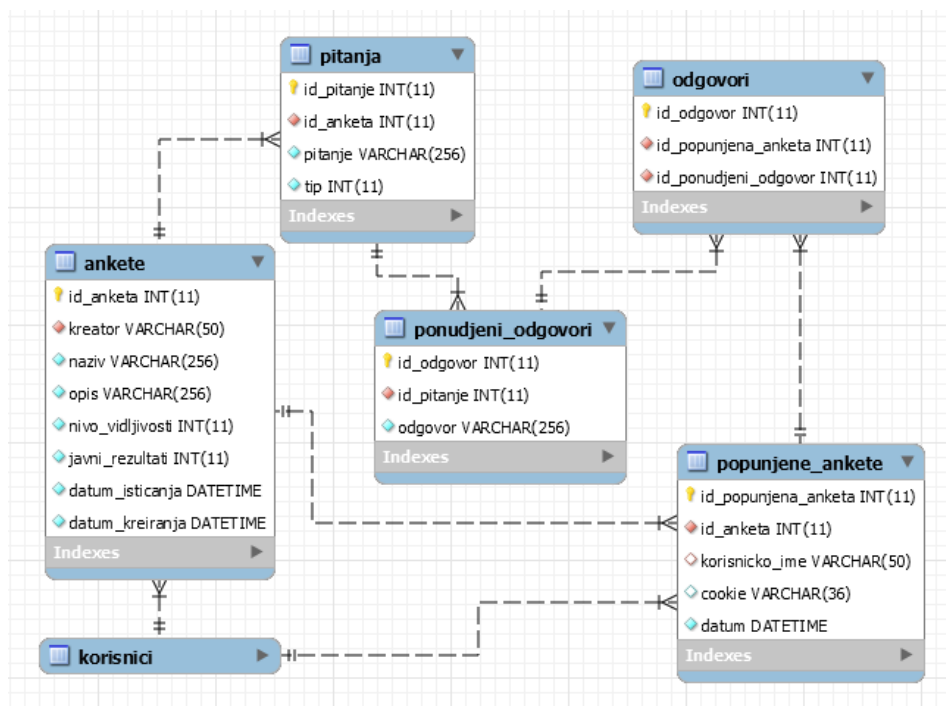 pitanja
id_pitanje INT(11)
id_anketa INT(11)
pitanje VARCHAR(256)
tip INT(11)
Indexes
odgovori
id_odgovor INT(11)
id_popunjena_anketa INT(11)
id_ponudjeni_odgovor INT(11)
Indexes
ankete
id_anketa INT(11)
kreator VARCHAR(50)
naziv VARCHAR(256)
opis VARCHAR(256)
nivo_vidljivosti INT(11)
javni_rezultati INT(11)
datum_isticanja DATETIME
datum_kreiranja DATETIME
Indexes
ponudjeni_odgovori
id_odgovor INT(11)
id_pitanje INT(11)
odgovor VARCHAR(256)
Indexes
popunjene_ankete
id_popunjena_anketa INT(11)
id_anketa INT(11)
korisnicko_ime VARCHAR(50)
cookie VARCHAR(36)
datum DATETIME
Indexes
korisnici